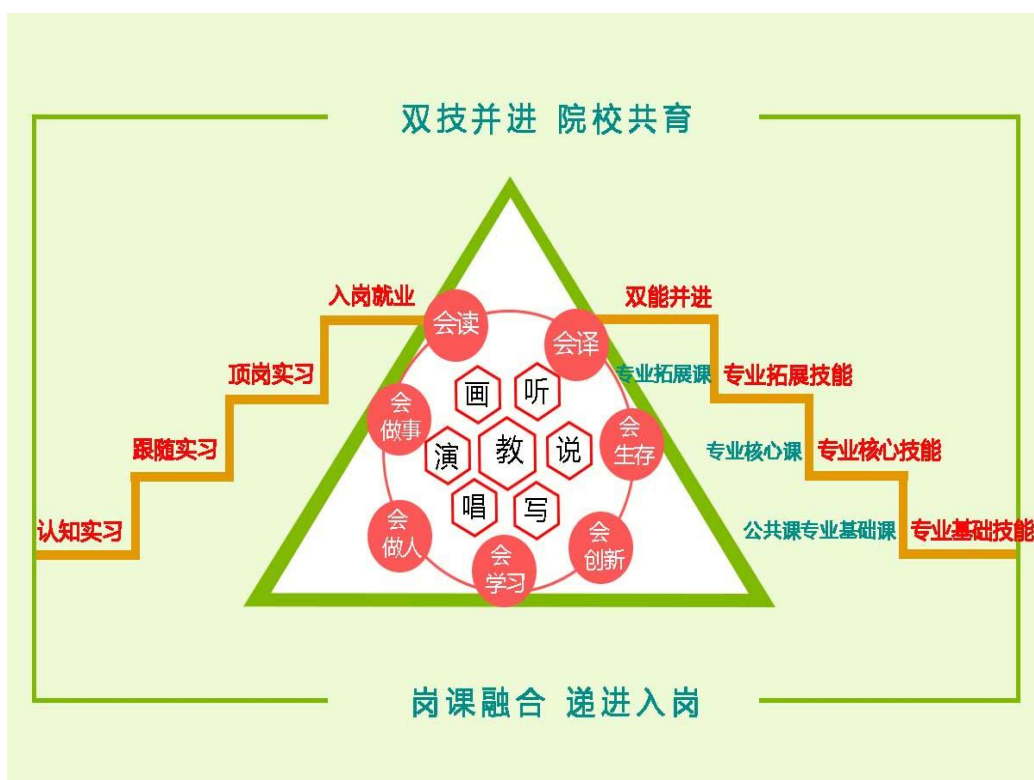 双技并进 院校共育
入岗就业
双能并进
会读
会译
顶岗实习
专业拓展课
专业拓展技能
画
听
会
做事
跟随实习
演
教
说
会
生存
专业核心课
专业核心技能
唱
写
认知实习
会
做人
会
学习
会
创新
公共课专业基础课
专业基础技能
岗课融合 递进入岗